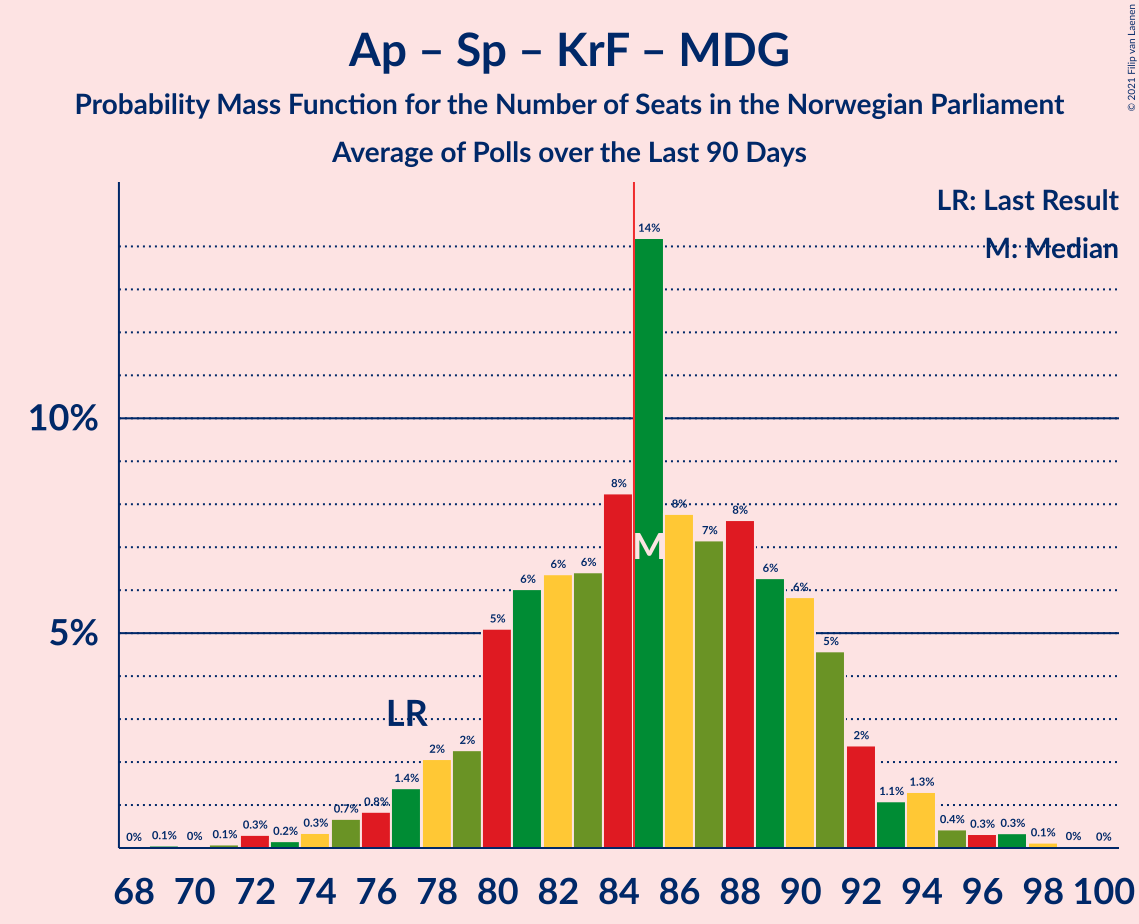 Ap – Sp – KrF – MDG
Probability Mass Function for the Number of Seats in the Norwegian Parliament
Average of Polls over the Last 90 Days
© 2021 Filip van Laenen
LR: Last Result
M: Median
10%
5%
LR
M
0% 0.1% 0% 0.1% 0.3% 0.2% 0.3% 0.7% 0.8% 1.4% 2% 2% 5% 6% 6% 6% 8% 14% 8% 7% 8% 6% 6% 5% 2% 1.1% 1.3% 0.4% 0.3% 0.3% 0.1% 0% 0%
68 70 72 74 76 78 80 82 84 86 88 90 92 94 96 98 100